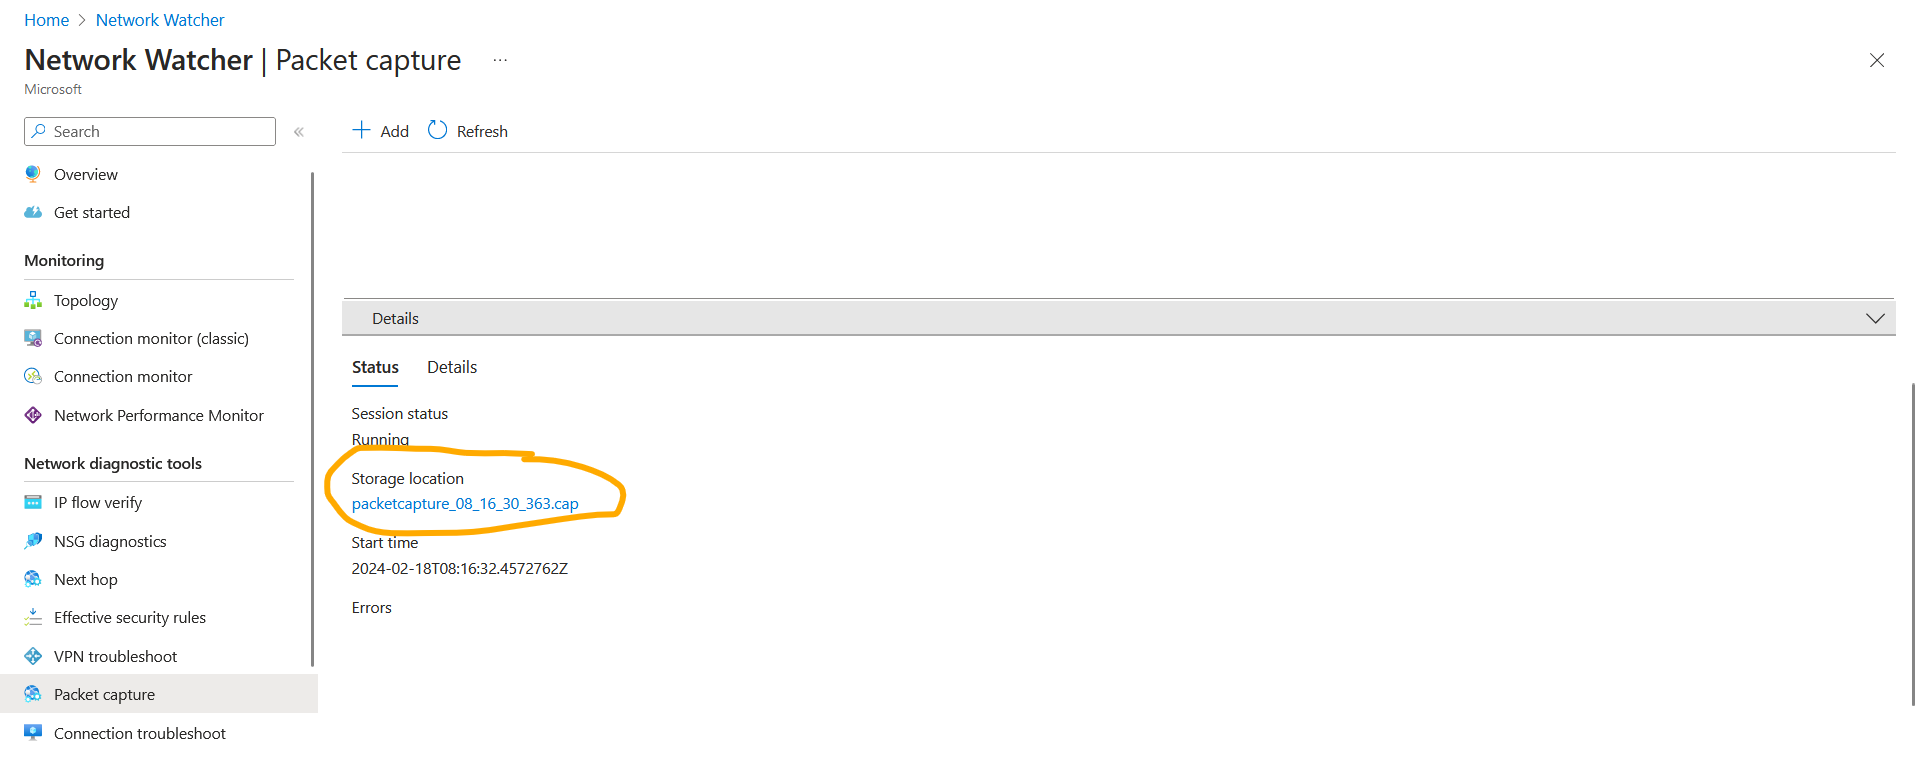 Home > Network Watcher
Network Watcher | Packet capture ...
Microsoft
Search «
Overview
Get started
Monitoring
Topology
Connection monitor (classic)
Connection monitor
Network Performance Monitor
Network diagnostic tools
IP flow verify
NSG diagnostics
Next hop
Effective security rules
VPN troubleshoot
Packet capture
Connection troubleshoot
+ Add Refresh
Details
Status Details
Session status
Running
Storage location
packetcapture_08_16_30_363.cap
Start time
2024-02-18T08:16:32.4572762Z
Errors